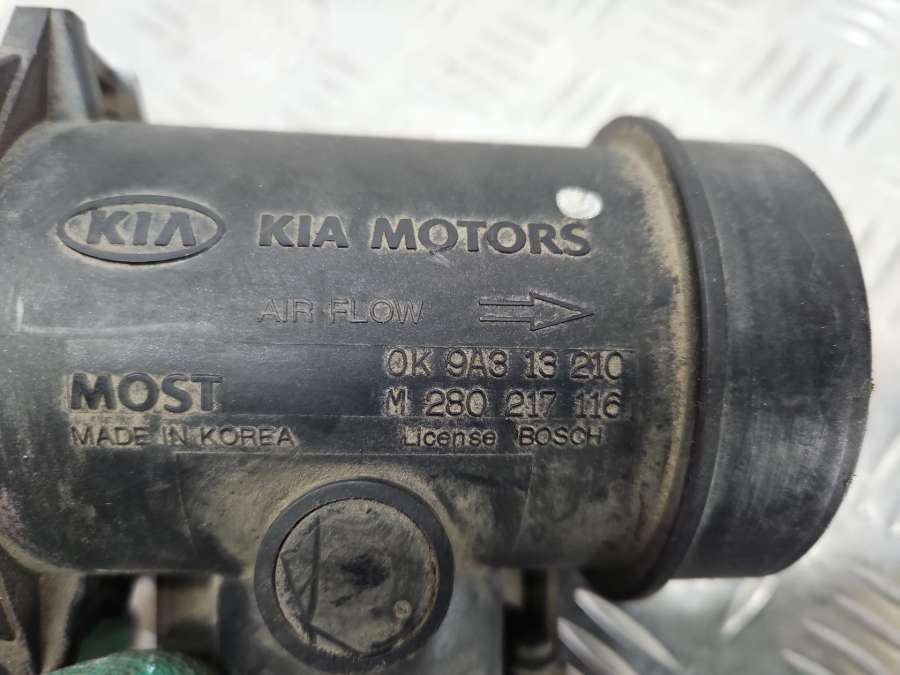 KIA KIA MOTORS
AIR FLOW
0K 9A3 13 210
MOST M 280 217 116
MADE IN KOREA License BOSCH